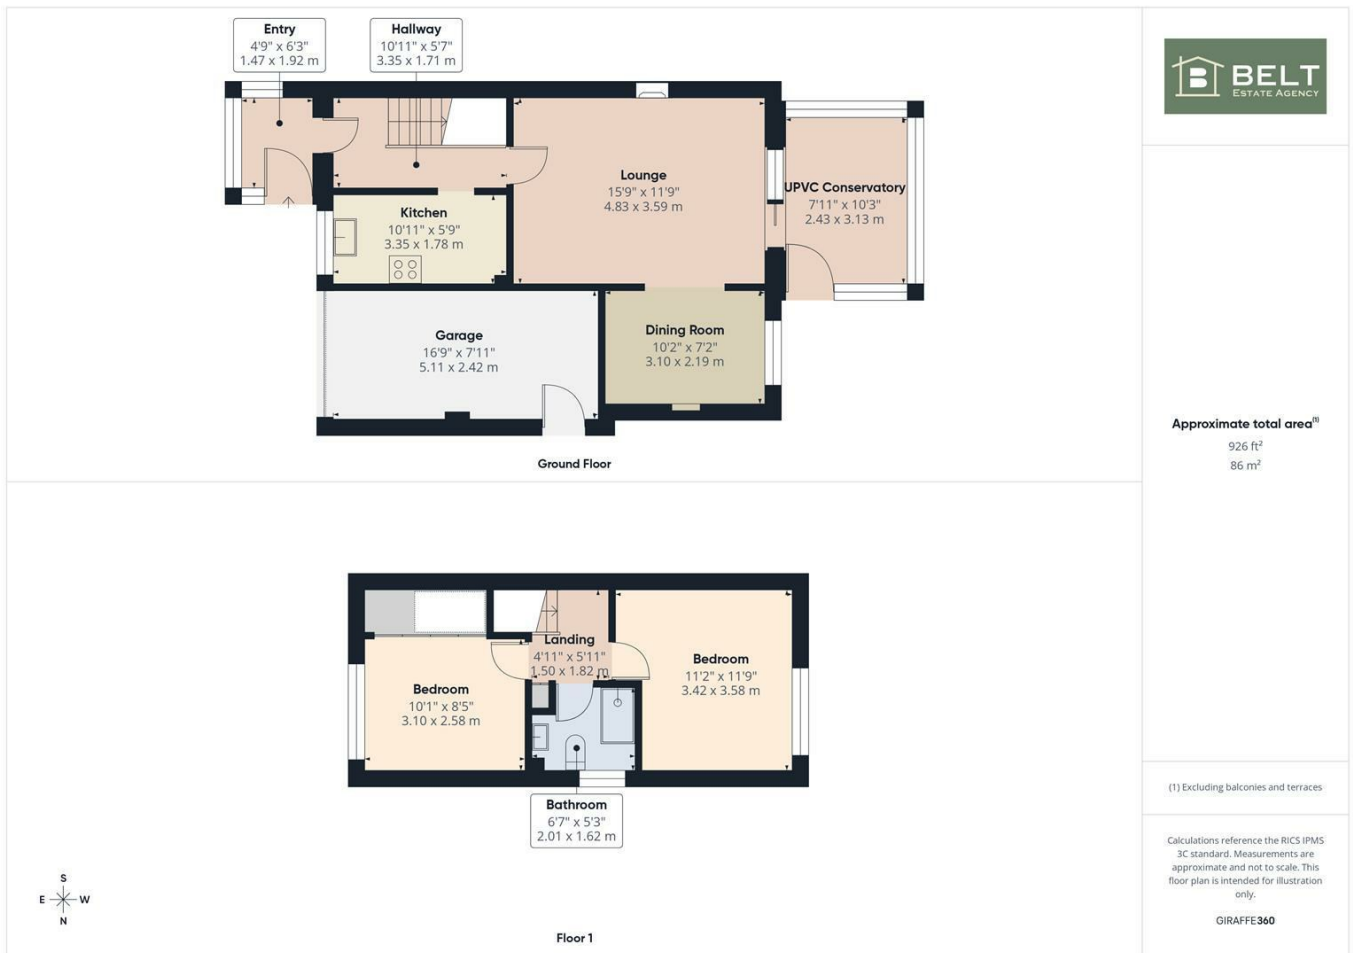 Entry
4'9" x 6'3"
1.47 x 1.92 m
Hallway
10'11" x 5'7"
3.35 x 1.71 m
Lounge
15'9" x 11'9"
4.83 x 3.59 m
UPVC Conservatory
7'11" x 10'3"
2.43 x 3.13 m
Kitchen
10'11" x 5'9"
3.35 x 1.78 m
Garage
16'9" x 7'11"
5.11 x 2.42 m
Dining Room
10'2" x 7'2"
3.10 x 2.19 m
Ground Floor
Landing
4'11" x 5'11"
1.50 x 1.82 m
Bedroom
11'2" x 11'9"
3.42 x 3.58 m
Bedroom
10'1" x 8'5"
3.10 x 2.58 m
Bathroom
6'7" x 5'3"
2.01 x 1.62 m
S
E W
N
Floor 1
B BELT
ESTATE AGENCY
Approximate total area(1)
926 ft²
86 m²
(1) Excluding balconies and terraces
Calculations reference the RICS IPMS
3C standard. Measurements are
approximate and not to scale. This
floor plan is intended for illustration
only.
GIRAFFE360